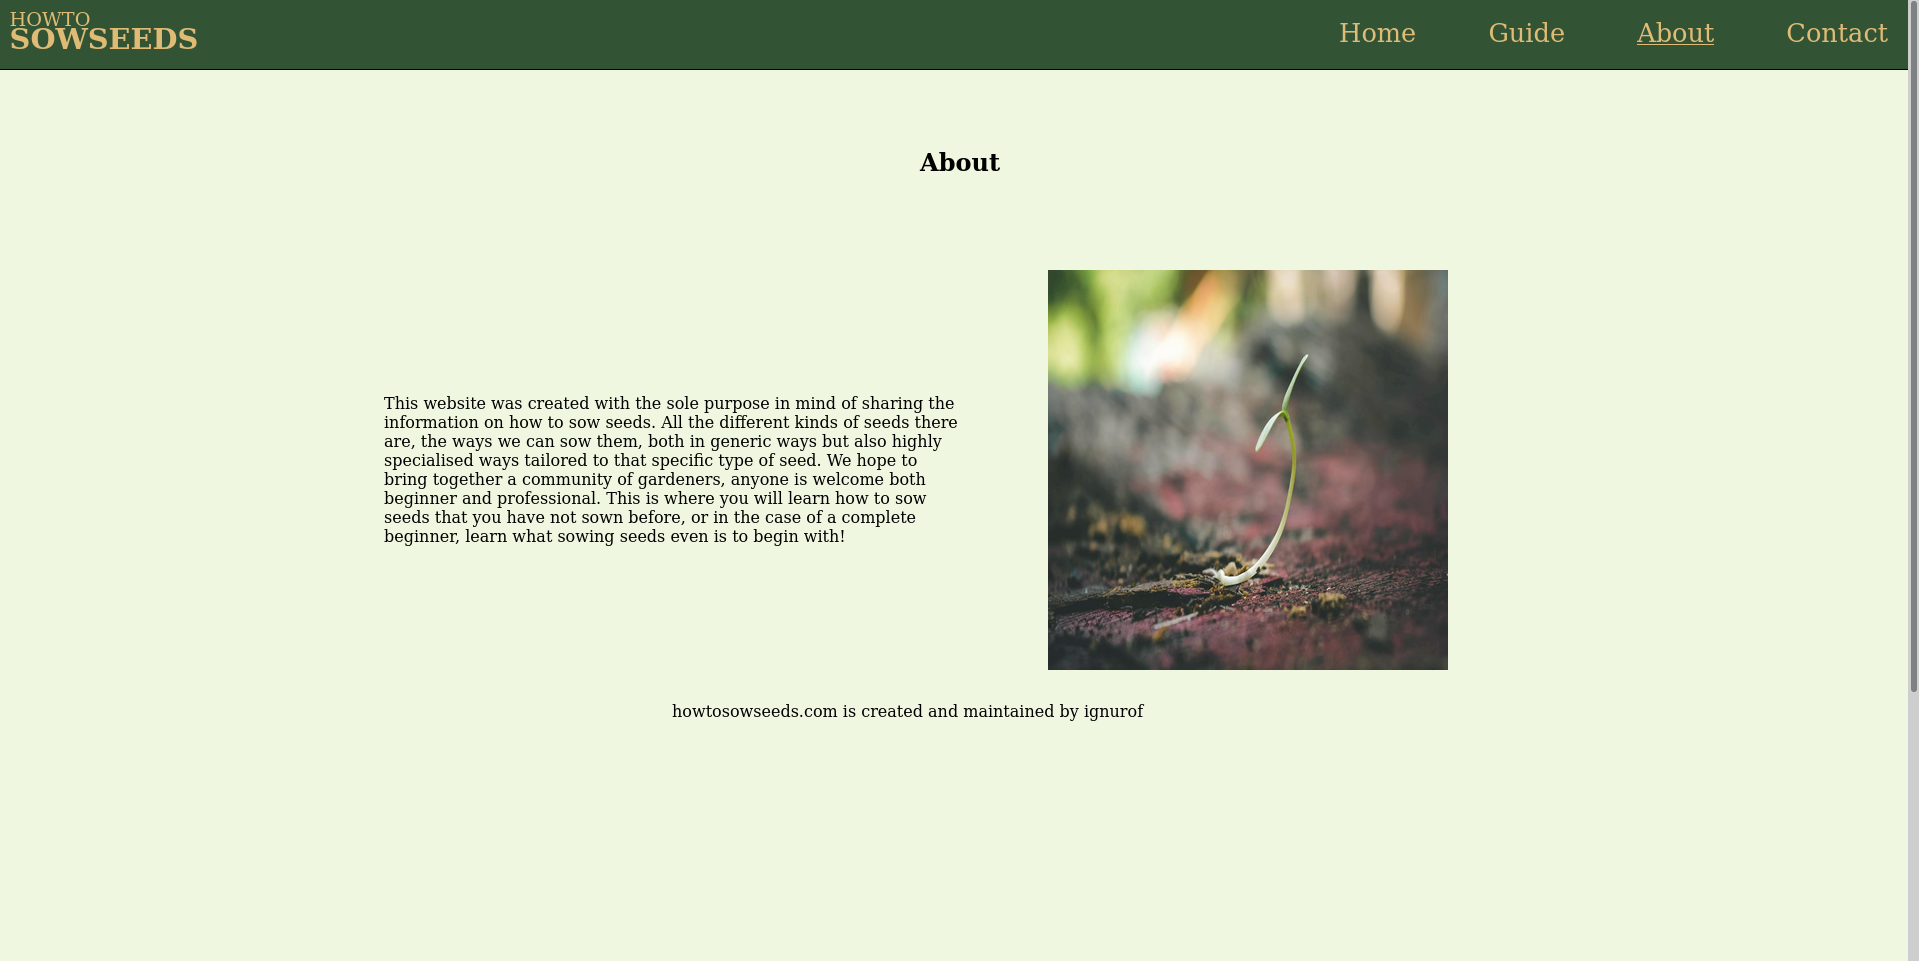 HOWTO
SOWSEEDS
Home
Guide
About
Contact
About
This website was created with the sole purpose in mind of sharing the
information on how to sow seeds. All the different kinds of seeds there
are, the ways we can sow them, both in generic ways but also highly
specialised ways tailored to that specific type of seed. We hope to
bring together a community of gardeners, anyone is welcome both
beginner and professional. This is where you will learn how to sow
seeds that you have not sown before, or in the case of a complete
beginner, learn what sowing seeds even is to begin with!
howtosowseeds.com is created and maintained by ignurof